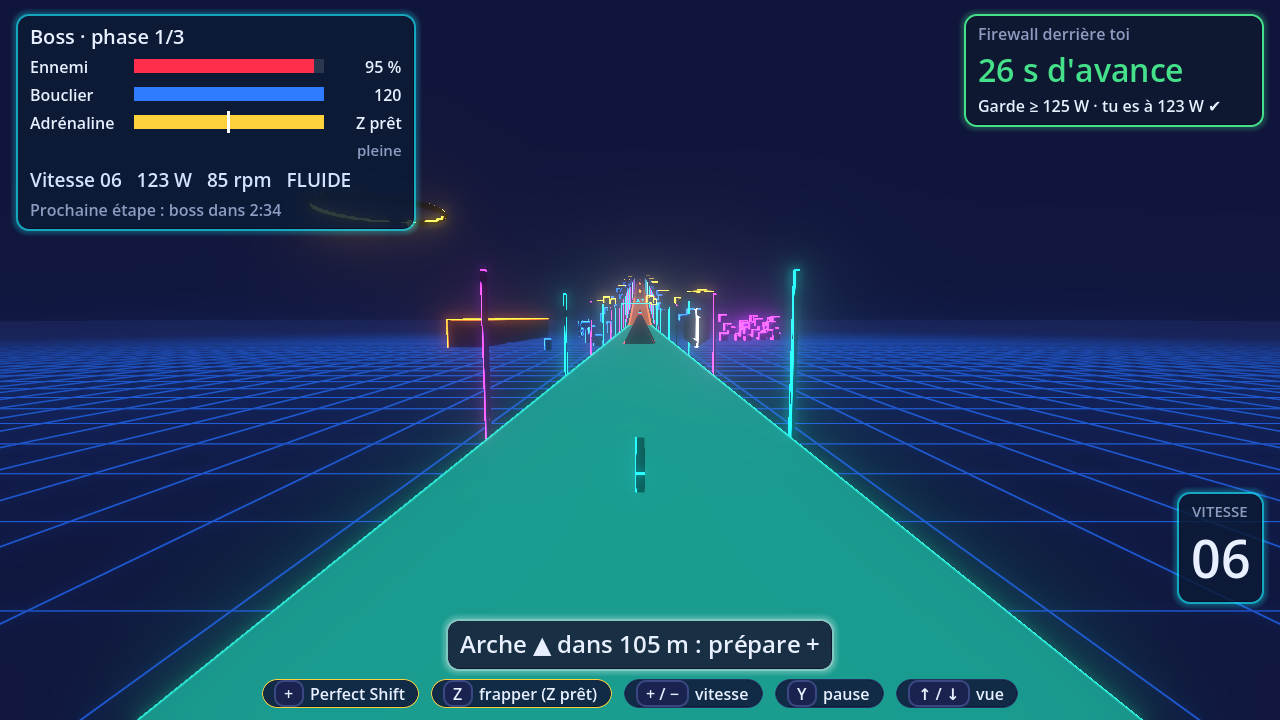 Boss · phase 1/3
Ennemi 95 %
Bouclier 120
Adrénaline Z prêt
pleine
Vitesse 06 123 W 85 rpm FLUIDE
Prochaine étape : boss dans 2:34
Firewall derrière toi
26 s d'avance
Garde ≥ 125 W · tu es à 123 W ✔
VITESSE
06
Arche ▲ dans 105 m : prépare +
+ Perfect Shift Z frapper (Z prêt) + / − vitesse Y pause ↑ / ↓ vue